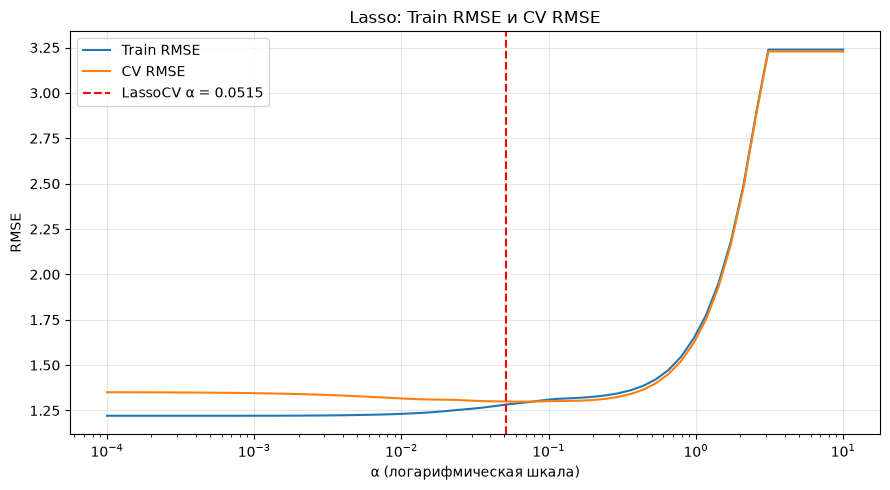 Lasso: Train RMSE и CV RMSE
Train RMSE
CV RMSE
LassoCV α = 0.0515
3.25
3.00
2.75
2.50
2.25
2.00
1.75
1.50
1.25
RMSE
10⁻⁴
10⁻³
10⁻²
10⁻¹
10⁰
10¹
α (логарифмическая шкала)